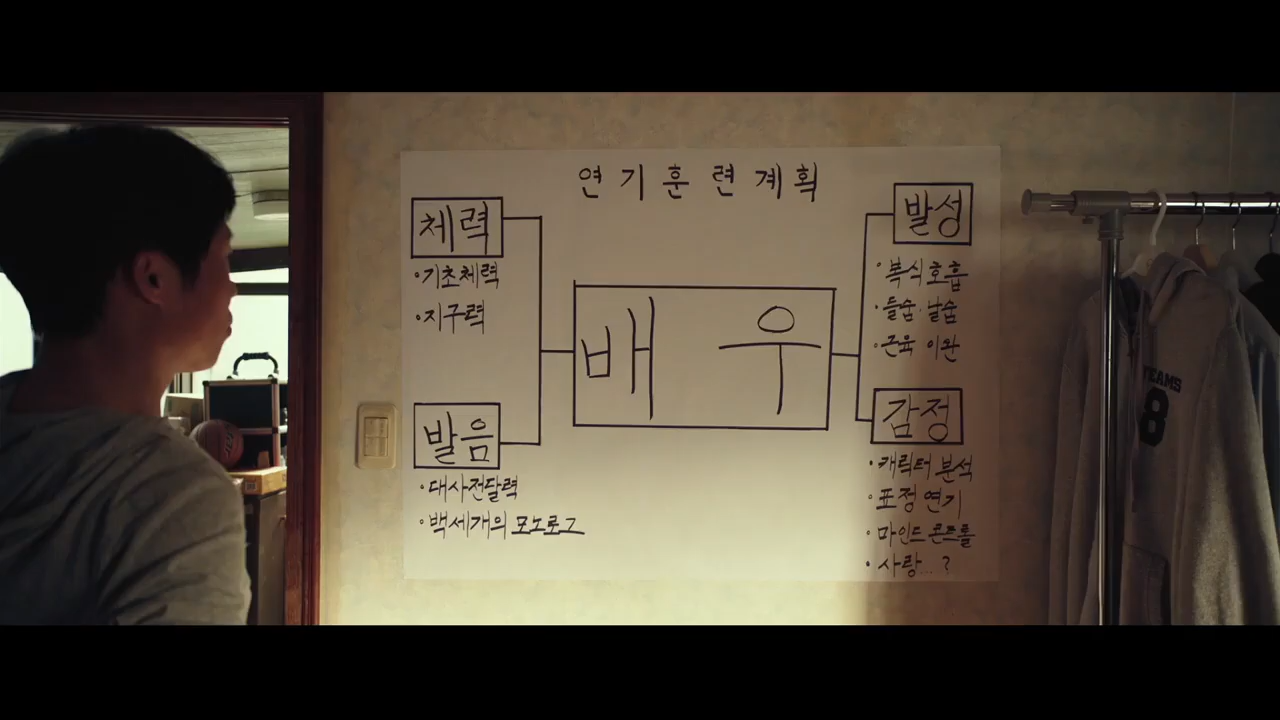 연기훈련계획
체력
·기초체력
·지구력
발음
·대사전달력
·백세개의 모노로그
배 우
발성
·복식호흡
·들숨·날숨
·근육 이완
감정
·캐릭터 분석
·표정 연기
·마인드 콘트롤
·사랑...?
TEAMS
8